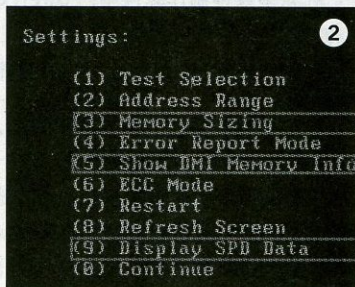 Settings:
2
(1) Test Selection
(2) Address Range
(3) Memory Sizing
(4) Error Report Mode
(5) Show DMI Memory Info
(6) ECC Mode
(7) Restart
(8) Refresh Screen
(9) Display SPD Data
(0) Continue